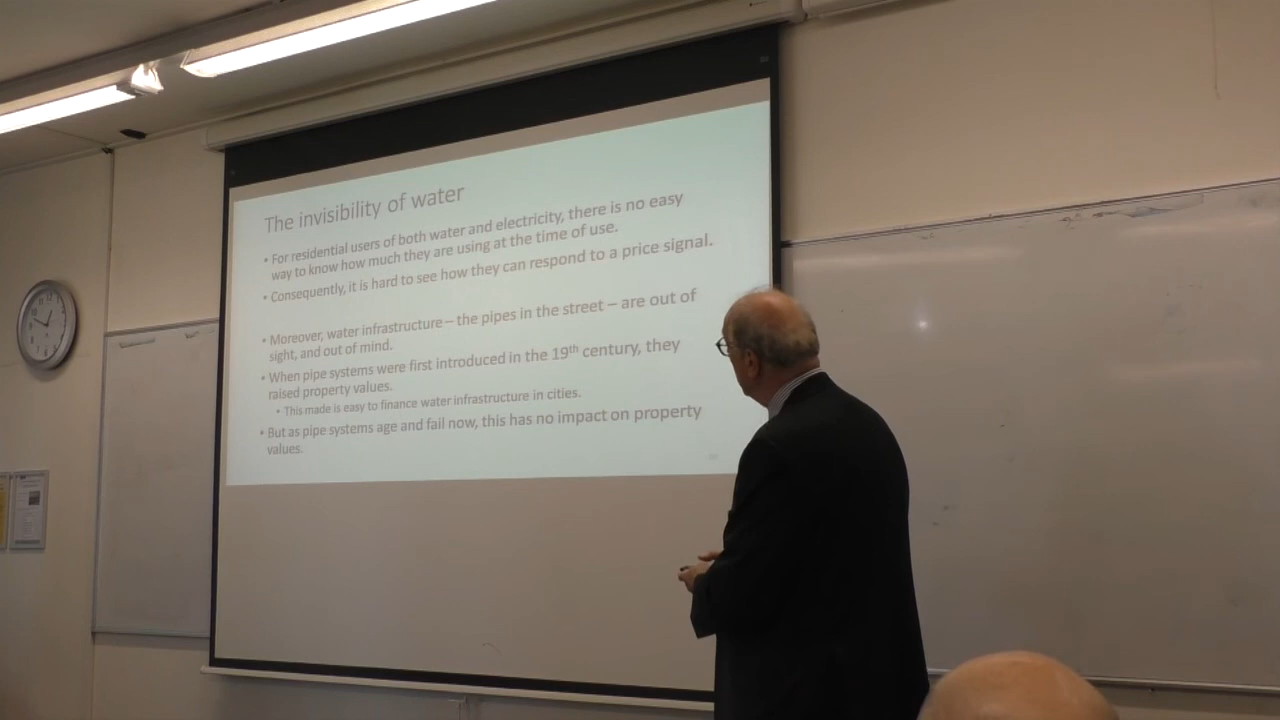 The invisibility of water
• For residential users of both water and electricity, there is no easy
way to know how much they are using at the time of use.
• Consequently, it is hard to see how they can respond to a price signal.
• Moreover, water infrastructure – the pipes in the street – are out of
sight, and out of mind.
• When pipe systems were first introduced in the 19th century, they
raised property values.
• This made is easy to finance water infrastructure in cities.
• But as pipe systems age and fail now, this has no impact on property
values.